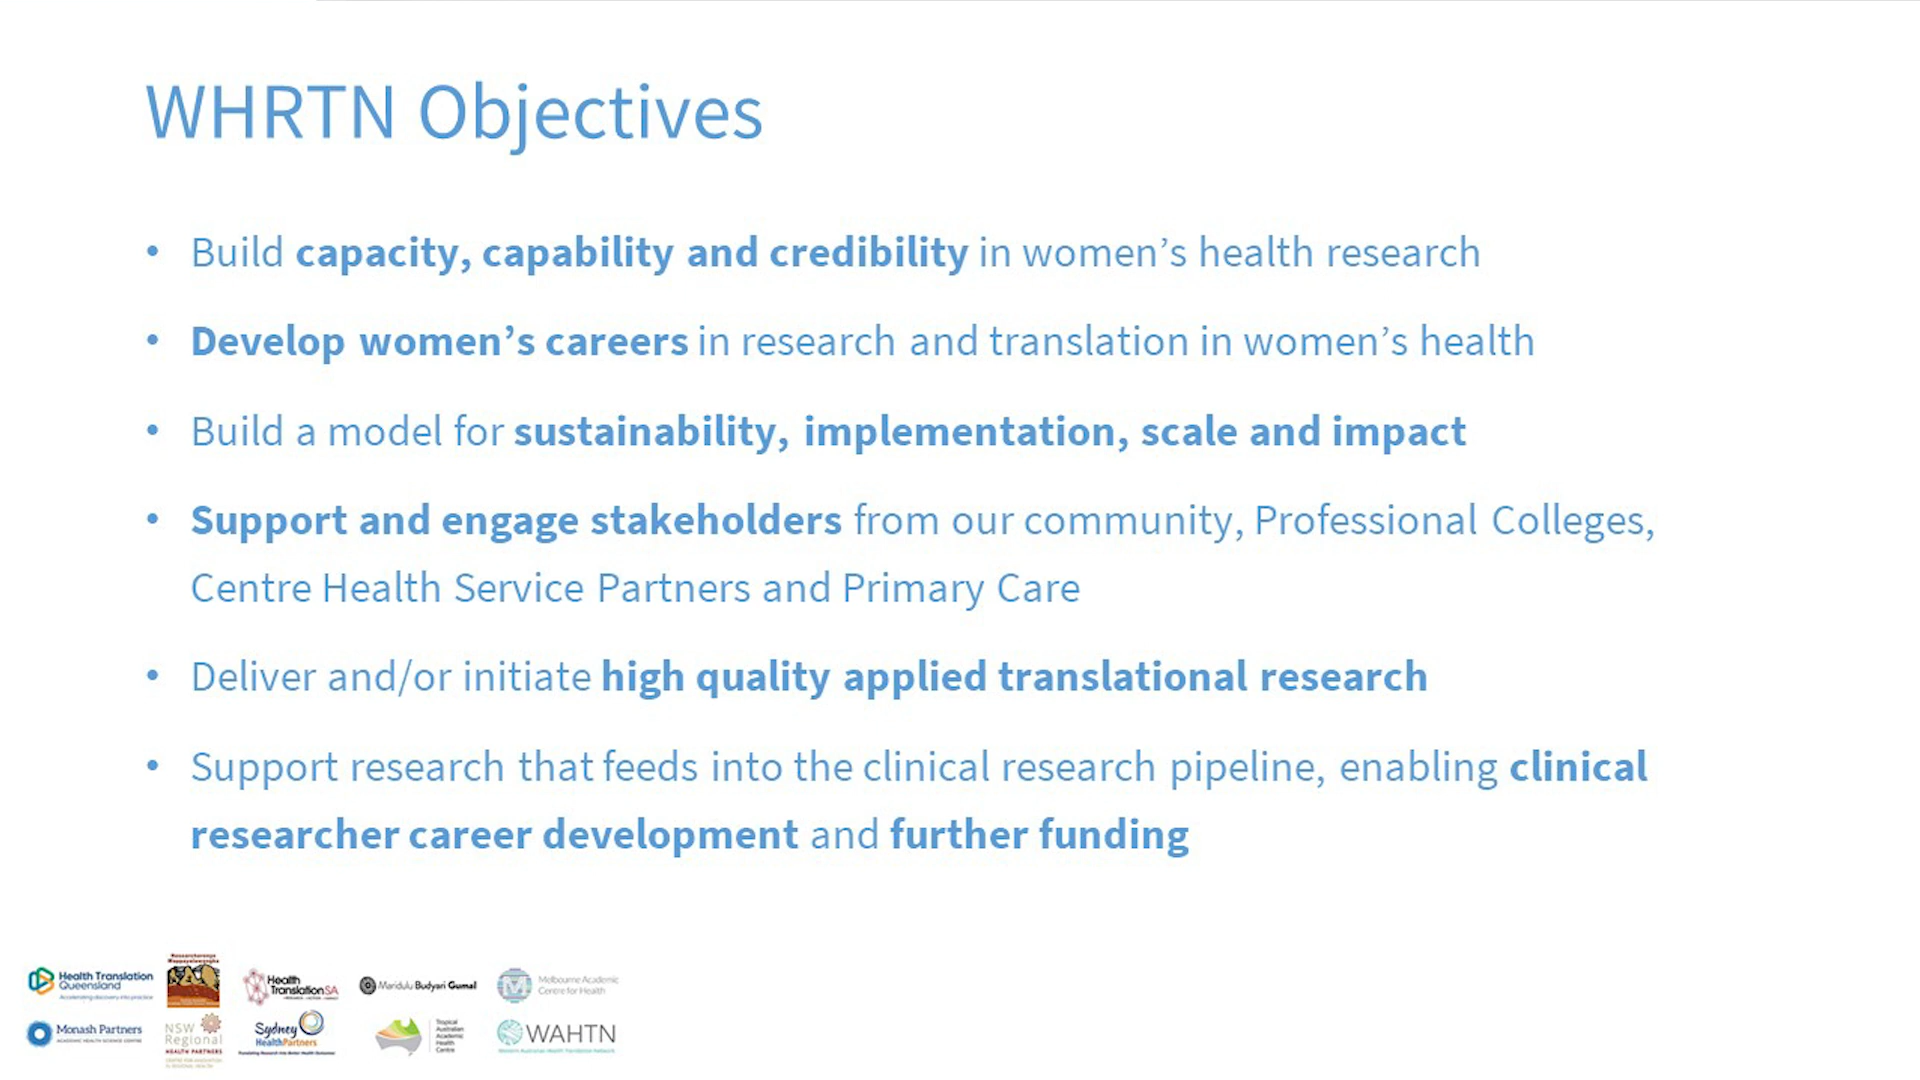 WHRTN Objectives
• Build capacity, capability and credibility in women’s health research
• Develop women’s careers in research and translation in women’s health
• Build a model for sustainability, implementation, scale and impact
• Support and engage stakeholders from our community, Professional Colleges,
Centre Health Service Partners and Primary Care
• Deliver and/or initiate high quality applied translational research
• Support research that feeds into the clinical research pipeline, enabling clinical
researcher career development and further funding
Health Translation
Queensland
Accelerating discovery into practice
Health
TranslationSA
Maridulu Budyari Gumal
Melbourne Academic
Centre for Health
Monash Partners
ACADEMIC HEALTH SCIENCE CENTRE
NSW
Regional
HEALTH PARTNERS
Sydney
HealthPartners
Tropical
Australian
Academic
Health
Centre
WAHTN
Western Australian Health Translation Network